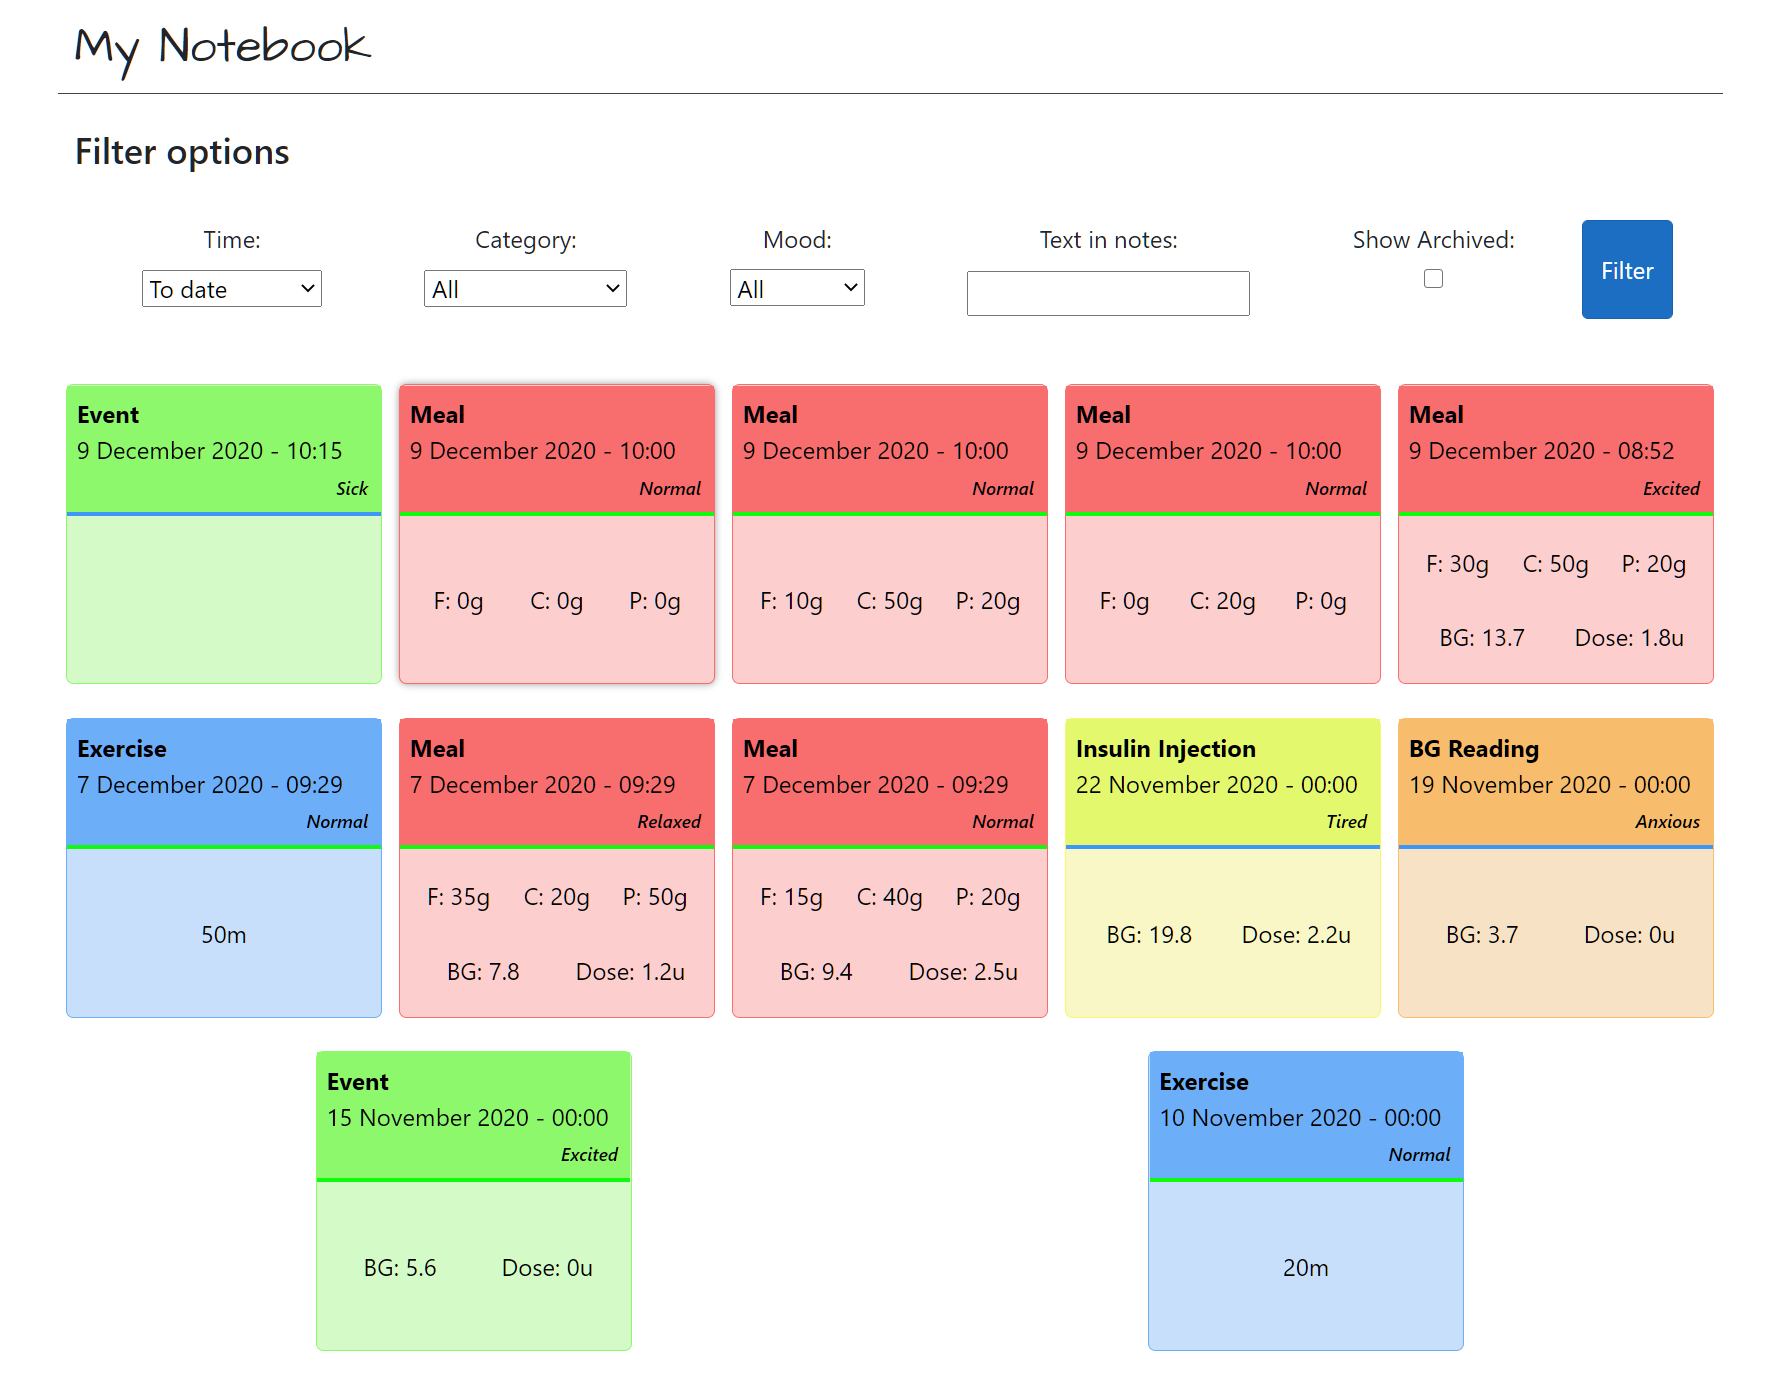 My Notebook
Filter options
Time:
To date
Category:
All
Mood:
All
Text in notes:
Show Archived:
Filter
Event
9 December 2020 - 10:15
Sick
Meal
9 December 2020 - 10:00
Normal
F: 0g C: 0g P: 0g
Meal
9 December 2020 - 10:00
Normal
F: 10g C: 50g P: 20g
Meal
9 December 2020 - 10:00
Normal
F: 0g C: 20g P: 0g
Meal
9 December 2020 - 08:52
Excited
F: 30g C: 50g P: 20g
BG: 13.7 Dose: 1.8u
Exercise
7 December 2020 - 09:29
Normal
50m
Meal
7 December 2020 - 09:29
Relaxed
F: 35g C: 20g P: 50g
BG: 7.8 Dose: 1.2u
Meal
7 December 2020 - 09:29
Normal
F: 15g C: 40g P: 20g
BG: 9.4 Dose: 2.5u
Insulin Injection
22 November 2020 - 00:00
Tired
BG: 19.8 Dose: 2.2u
BG Reading
19 November 2020 - 00:00
Anxious
BG: 3.7 Dose: 0u
Event
15 November 2020 - 00:00
Excited
BG: 5.6 Dose: 0u
Exercise
10 November 2020 - 00:00
Normal
20m